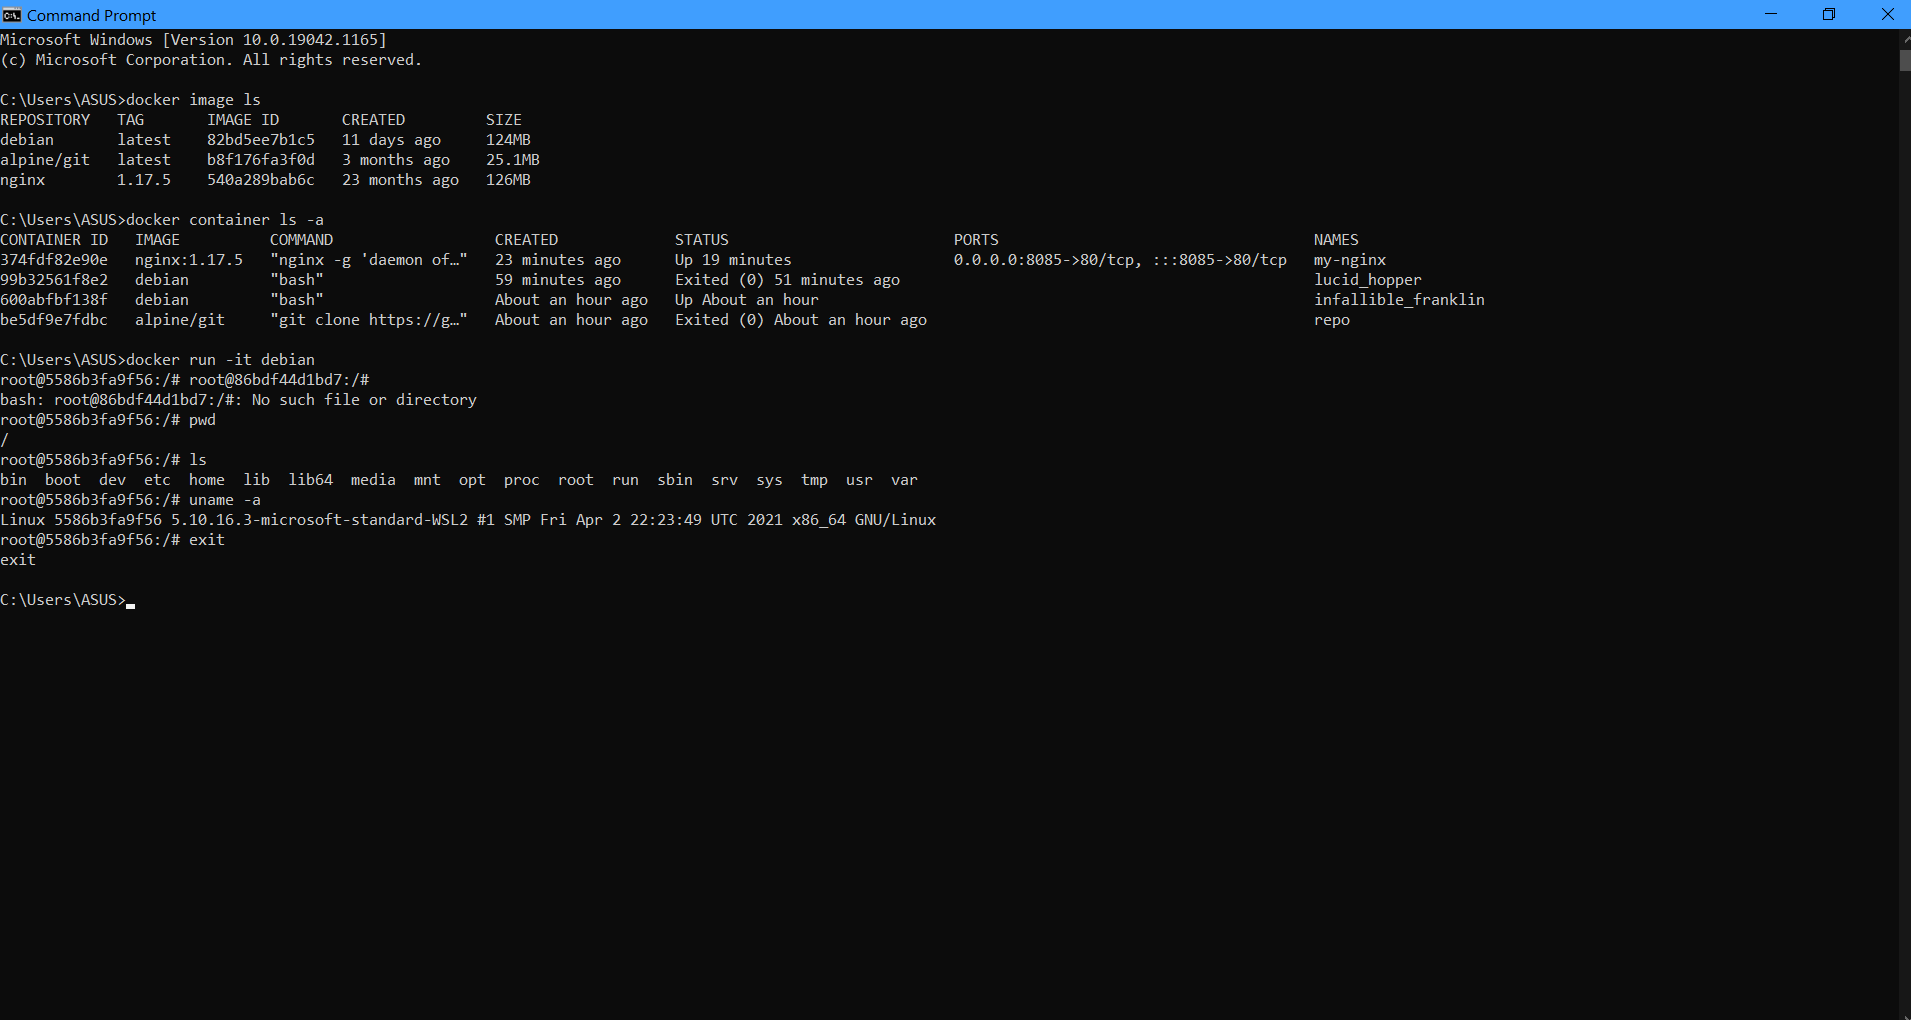 Command Prompt
Microsoft Windows [Version 10.0.19042.1165]
(c) Microsoft Corporation. All rights reserved.
C:\Users\ASUS>docker image ls
REPOSITORY   TAG       IMAGE ID       CREATED         SIZE
debian       latest    82bd5ee7b1c5   11 days ago     124MB
alpine/git   latest    b8f176fa3f0d   3 months ago    25.1MB
nginx        1.17.5    540a289bab6c   23 months ago   126MB
C:\Users\ASUS>docker container ls -a
CONTAINER ID   IMAGE          COMMAND                  CREATED             STATUS                         PORTS                                   NAMES
374fdf82e90e   nginx:1.17.5   "nginx -g 'daemon of…"   23 minutes ago      Up 19 minutes                  0.0.0.0:8085->80/tcp, :::8085->80/tcp   my-nginx
99b32561f8e2   debian         "bash"                   59 minutes ago      Exited (0) 51 minutes ago                                              lucid_hopper
600abfbf138f   debian         "bash"                   About an hour ago   Up About an hour                                                       infallible_franklin
be5df9e7fdbc   alpine/git     "git clone https://g…"   About an hour ago   Exited (0) About an hour ago                                           repo
C:\Users\ASUS>docker run -it debian
root@5586b3fa9f56:/# root@86bdf44d1bd7:/#
bash: root@86bdf44d1bd7:/#: No such file or directory
root@5586b3fa9f56:/# pwd
/
root@5586b3fa9f56:/# ls
bin  boot  dev  etc  home  lib  lib64  media  mnt  opt  proc  root  run  sbin  srv  sys  tmp  usr  var
root@5586b3fa9f56:/# uname -a
Linux 5586b3fa9f56 5.10.16.3-microsoft-standard-WSL2 #1 SMP Fri Apr 2 22:23:49 UTC 2021 x86_64 GNU/Linux
root@5586b3fa9f56:/# exit
exit
C:\Users\ASUS>